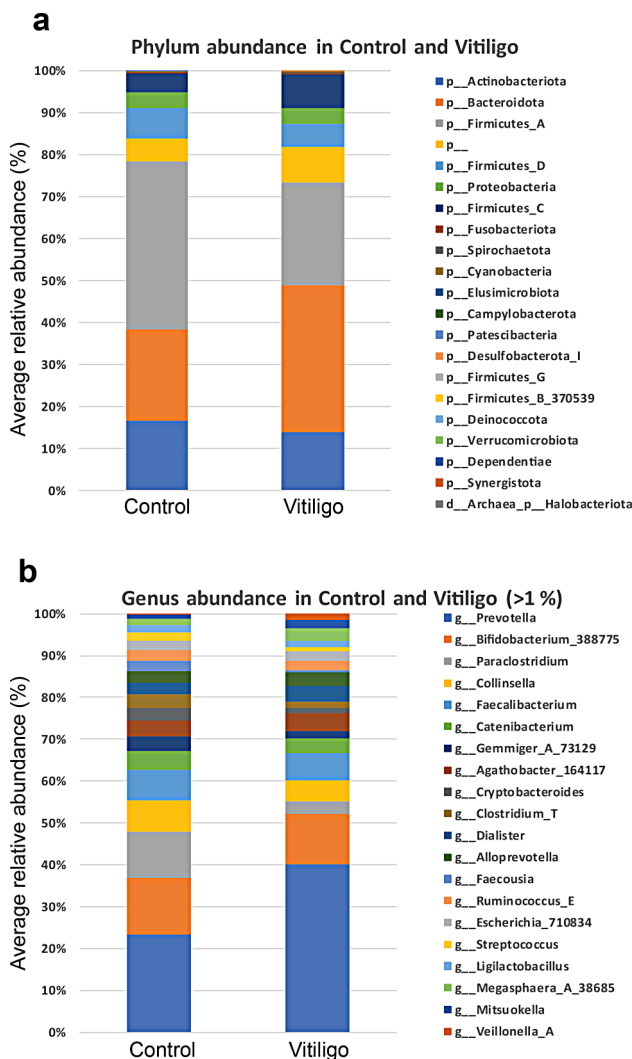 a
Phylum abundance in Control and Vitiligo
Average relative abundance (%)
100%
90%
80%
70%
60%
50%
40%
30%
20%
10%
0%
Control
Vitiligo
p__Actinobacteriota
p__Bacteroidota
p__Firmicutes_A
p__
p__Firmicutes_D
p__Proteobacteria
p__Firmicutes_C
p__Fusobacteriota
p__Spirochaetota
p__Cyanobacteria
p__Elusimicrobiota
p__Campylobacterota
p__Patescibacteria
p__Desulfobacterota_I
p__Firmicutes_G
p__Firmicutes_B_370539
p__Deinococcota
p__Verrucomicrobiota
p__Dependentiae
p__Synergistota
d__Archaea_p__Halobacteriota
b
Genus abundance in Control and Vitiligo (>1 %)
Average relative abundance (%)
100%
90%
80%
70%
60%
50%
40%
30%
20%
10%
0%
Control
Vitiligo
g__Prevotella
g__Bifidobacterium_388775
g__Paraclostridium
g__Collinsella
g__Faecalibacterium
g__Catenibacterium
g__Gemmiger_A_73129
g__Agathobacter_164117
g__Cryptobacteroides
g__Clostridium_T
g__Dialister
g__Alloprevotella
g__Faecousia
g__Ruminococcus_E
g__Escherichia_710834
g__Streptococcus
g__Ligilactobacillus
g__Megasphaera_A_38685
g__Mitsuokella
g__Veillonella_A